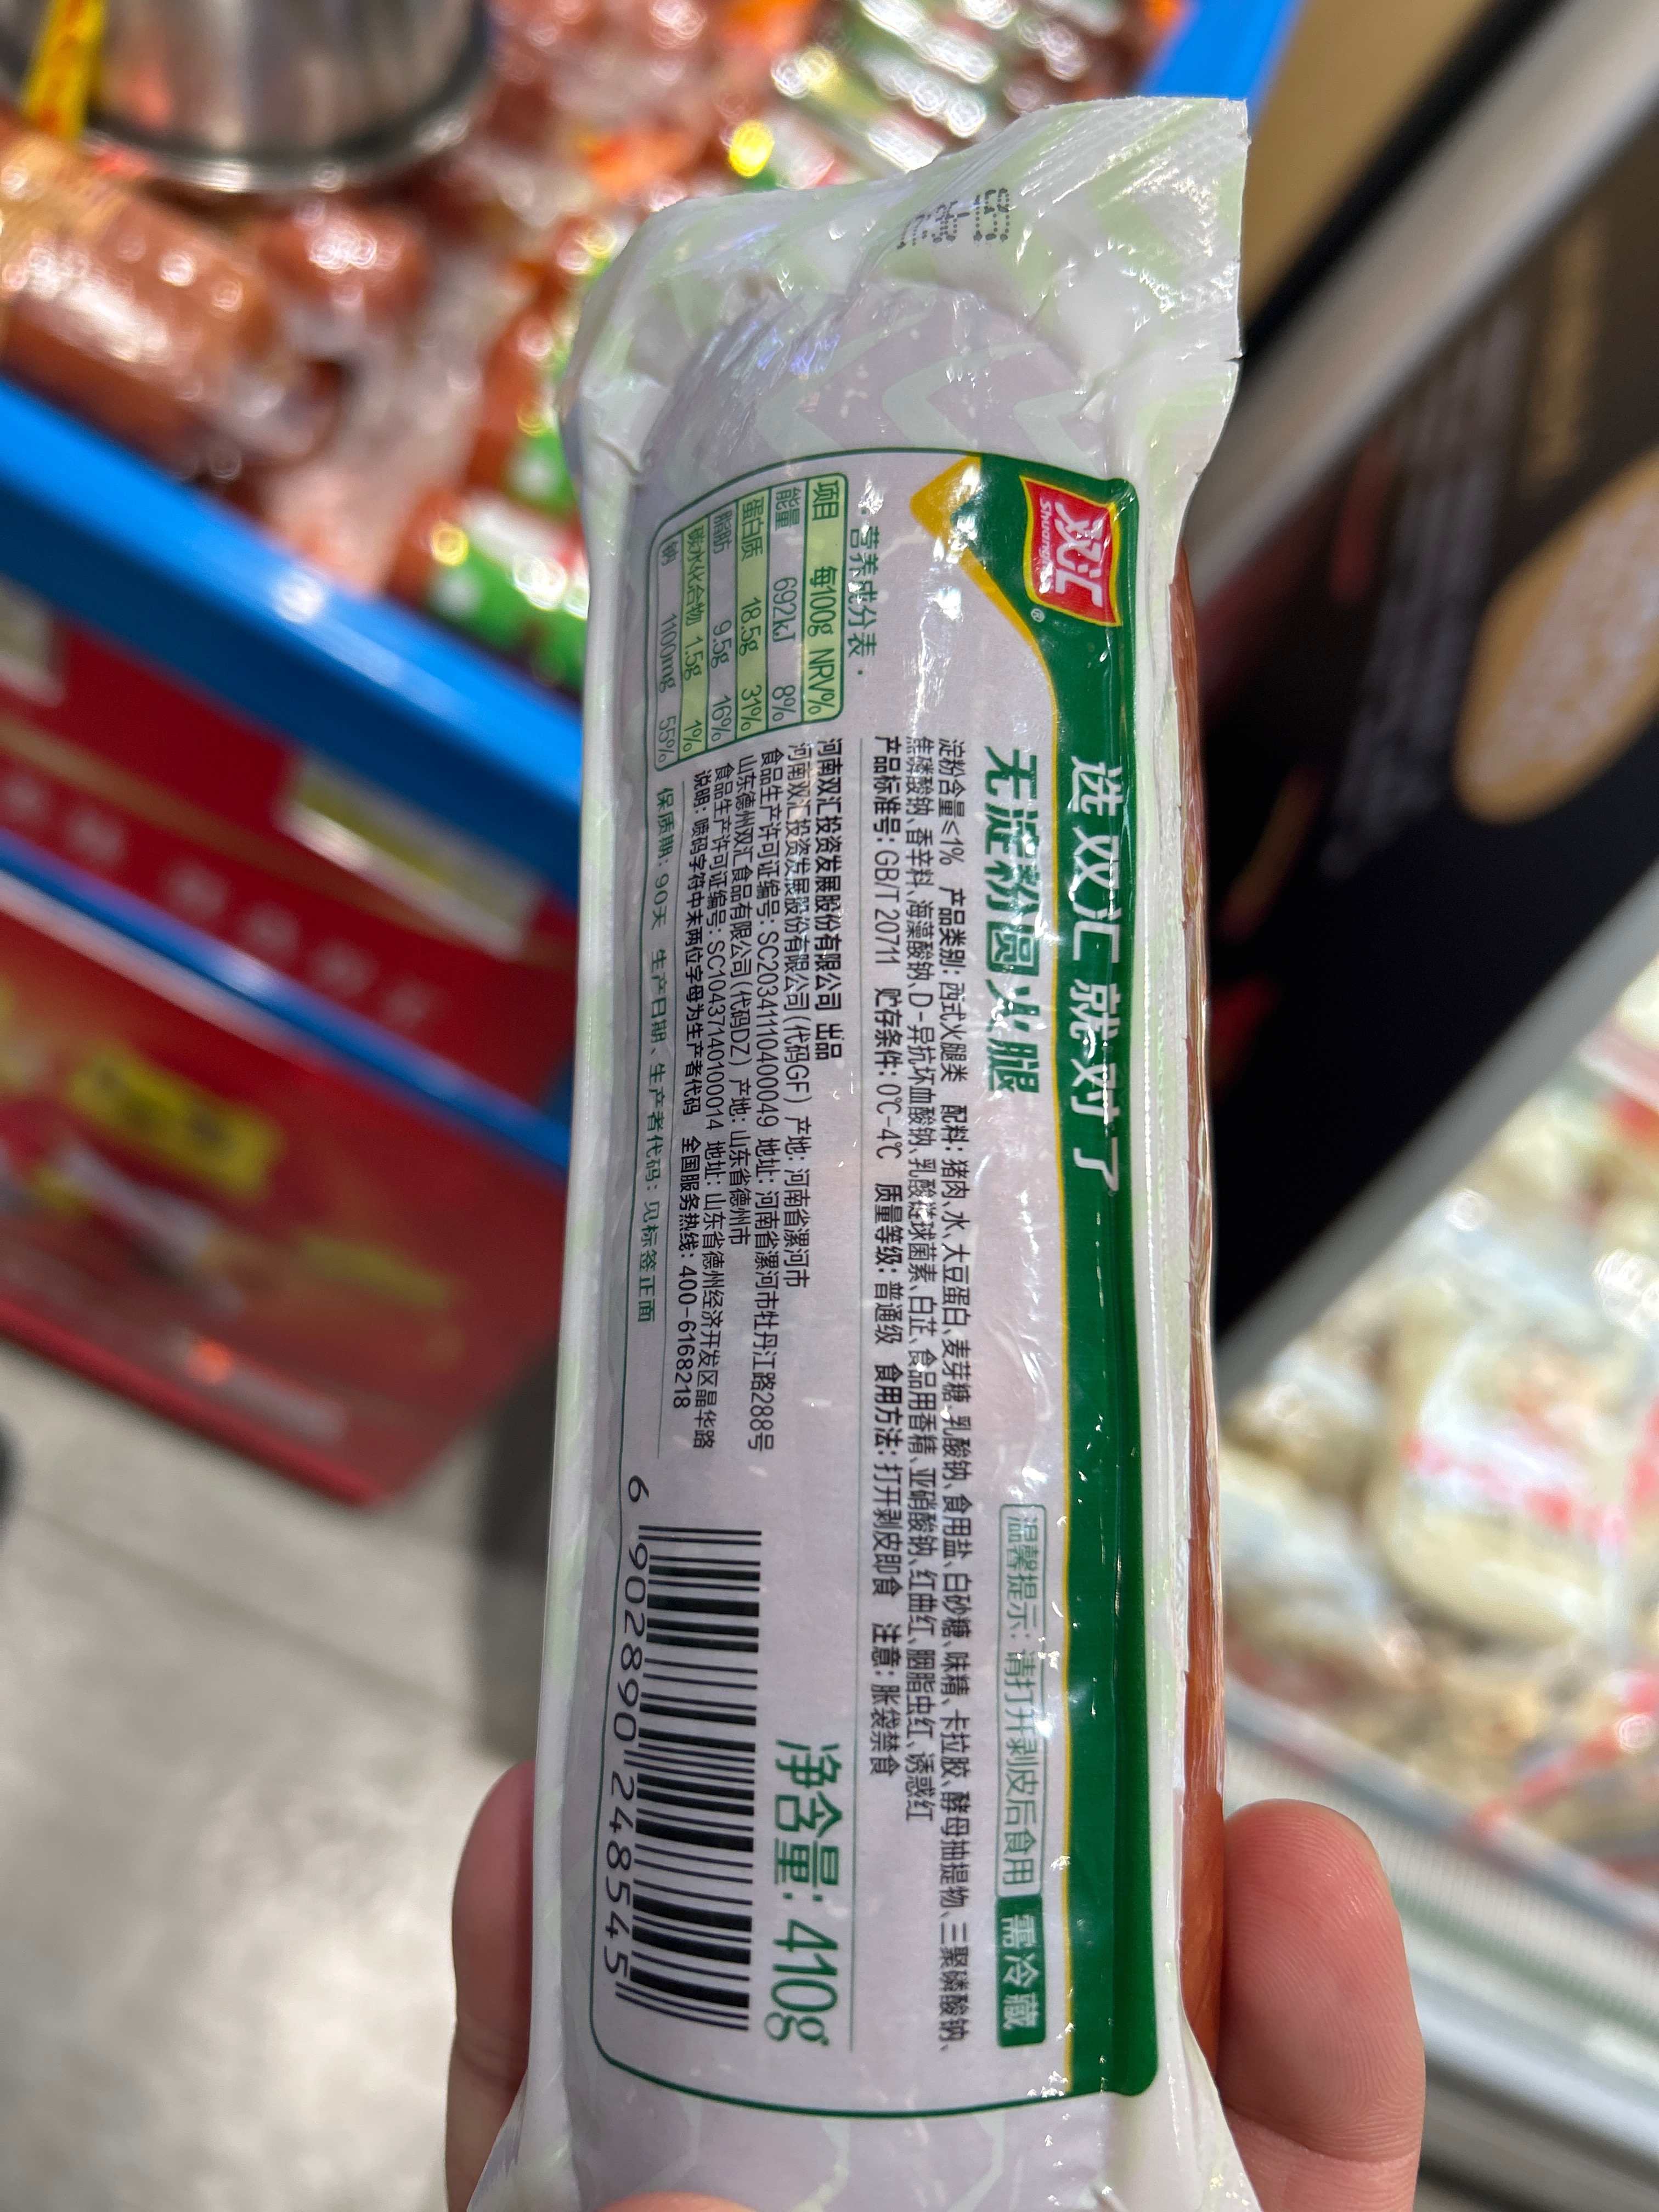 双汇
Shuanghui
®
选双汇 就对了
无淀粉圆火腿
温馨提示：请打开剥皮后食用 需冷藏
淀粉含量≤1% 产品类别：西式火腿类 配料：猪肉、水、大豆蛋白、麦芽糖、乳酸钠、食用盐、白砂糖、味精、卡拉胶、酵母抽提物、三聚磷酸钠、
焦磷酸钠、香辛料、海藻酸钠、D-异抗坏血酸钠、乳酸链球菌素、白芷、食品用香精、亚硝酸钠、红曲红、胭脂虫红、诱惑红
产品标准号：GB/T 20711 贮存条件：0℃-4℃ 质量等级：普通级 食用方法：打开剥皮即食 注意：胀袋禁食
·营养成分表·
项目 每100g NRV%
能量 692kJ 8%
蛋白质 18.5g 31%
脂肪 9.5g 16%
碳水化合物 1.5g 1%
钠 1100mg 55%
河南双汇投资发展股份有限公司 出品
河南双汇投资发展股份有限公司（代码GF）产地：河南省漯河市
食品生产许可证编号：SC20341110400049 地址：河南省漯河市牡丹江路288号
山东德州双汇食品有限公司（代码DZ）产地：山东省德州市
食品生产许可证编号：SC10437140100014 地址：山东省德州经济开发区晶华路
说明：喷码字符中末两位字母为生产者代码 全国服务热线：400-6168218
保质期：90天 生产日期、生产者代码：见标签正面
净含量：410g
6 902890 248545